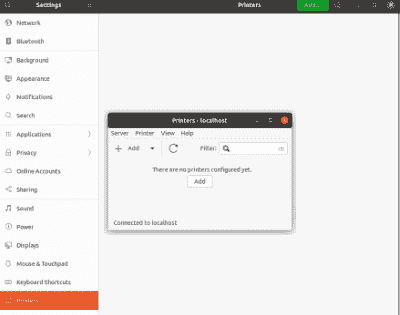 Settings
Printers
Add...
Network
Bluetooth
Background
Appearance
Notifications
Search
Applications
Privacy
Online Accounts
Sharing
Sound
Power
Displays
Mouse & Touchpad
Keyboard Shortcuts
Printers
Printers - localhost
Server Printer View Help
Add
Filter:
There are no printers configured yet.
Add
Connected to localhost